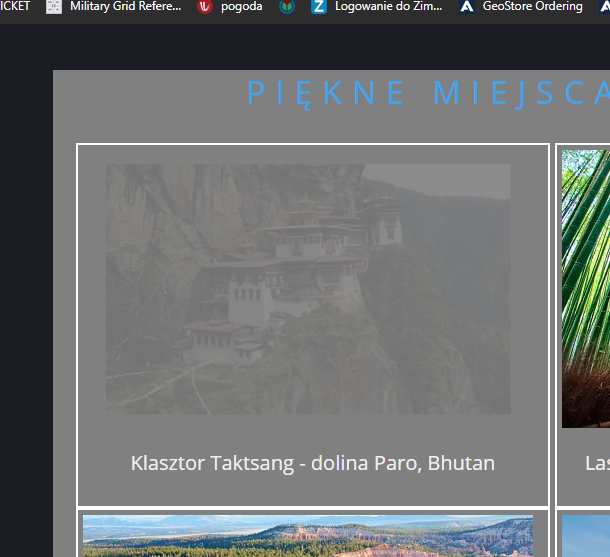 ICKET Military Grid Refere... pogoda Logowanie do Zim... GeoStore Ordering
PIĘKNE MIEJSCA
Klasztor Taktsang - dolina Paro, Bhutan
Las